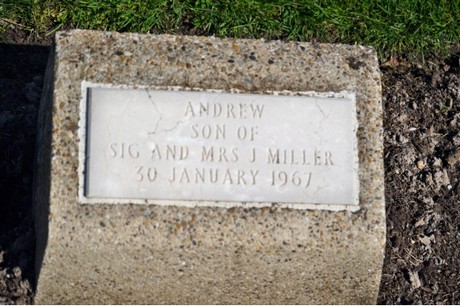 ANDREW
SON OF
SIG AND MRS J MILLER
30 JANUARY 1967